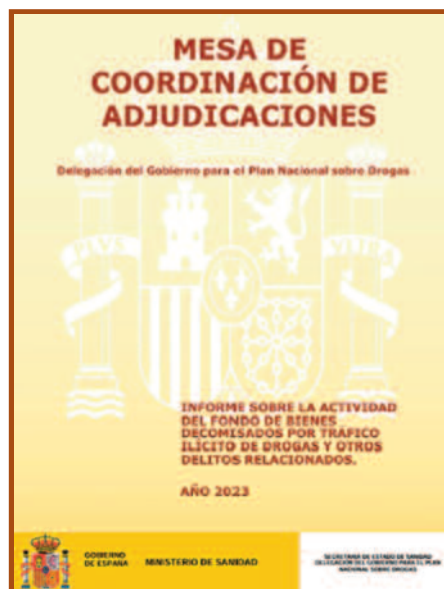 MESA DE
COORDINACIÓN DE
ADJUDICACIONES
Delegación del Gobierno para el Plan Nacional sobre Drogas
PLVS
VLTRA
INFORME SOBRE LA ACTIVIDAD
DEL FONDO DE BIENES
DECOMISADOS POR TRÁFICO
ILÍCITO DE DROGAS Y OTROS
DELITOS RELACIONADOS.
AÑO 2023
GOBIERNO
DE ESPAÑA
MINISTERIO DE SANIDAD
SECRETARÍA DE ESTADO DE SANIDAD
DELEGACIÓN DEL GOBIERNO PARA EL PLAN
NACIONAL SOBRE DROGAS